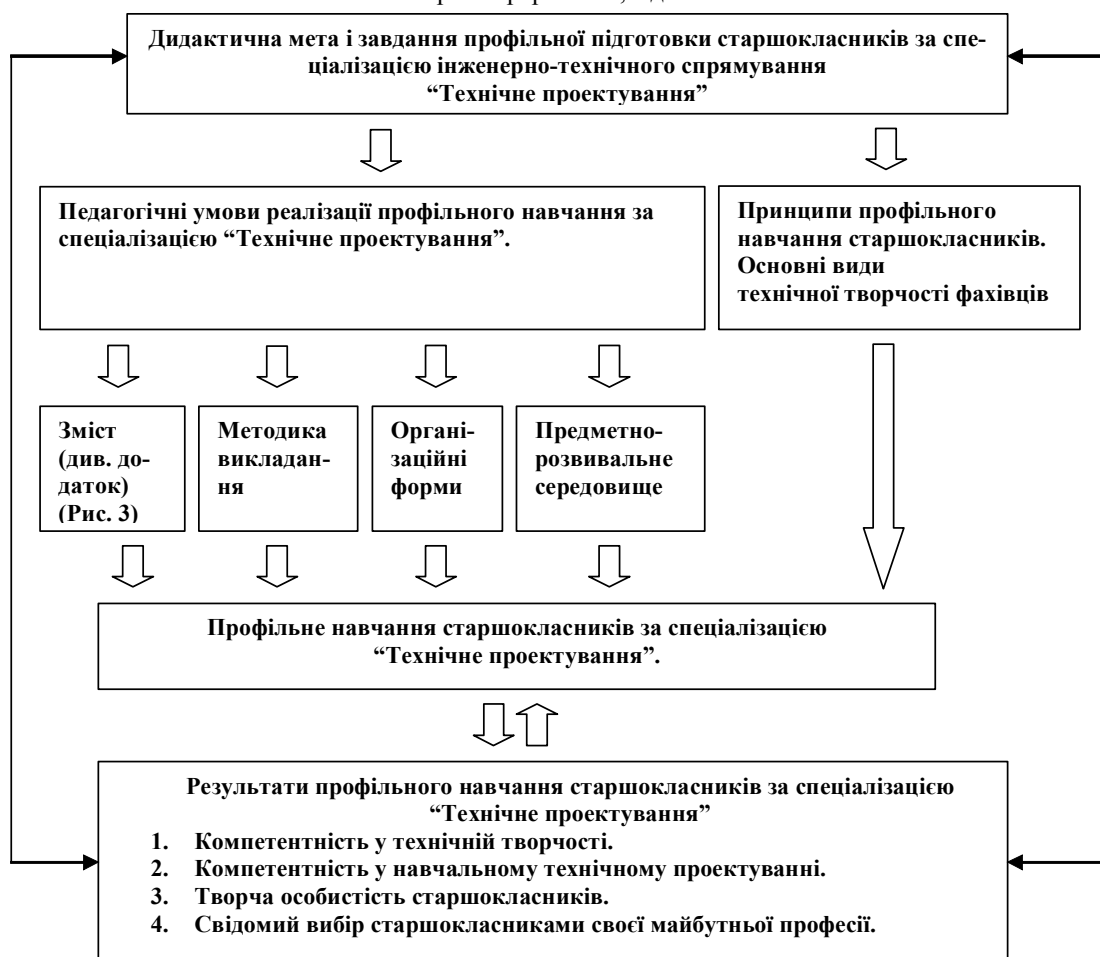 Дидактична мета і завдання профільної підготовки старшокласників за спе-
ціалізацією інженерно-технічного спрямування
“Технічне проектування”
Педагогічні умови реалізації профільного навчання за
спеціалізацією “Технічне проектування”.
Принципи профільного
навчання старшокласників.
Основні види
технічної творчості фахівців
Зміст
(див. до-
даток)
(Рис. 3)
Методика
викладан-
ня
Органі-
заційні
форми
Предметно-
розвивальне
середовище
Профільне навчання старшокласників за спеціалізацією
“Технічне проектування”.
Результати профільного навчання старшокласників за спеціалізацією
“Технічне проектування”
1. Компетентність у технічній творчості.
2. Компетентність у навчальному технічному проектуванні.
3. Творча особистість старшокласників.
4. Свідомий вибір старшокласниками своєї майбутньої професії.